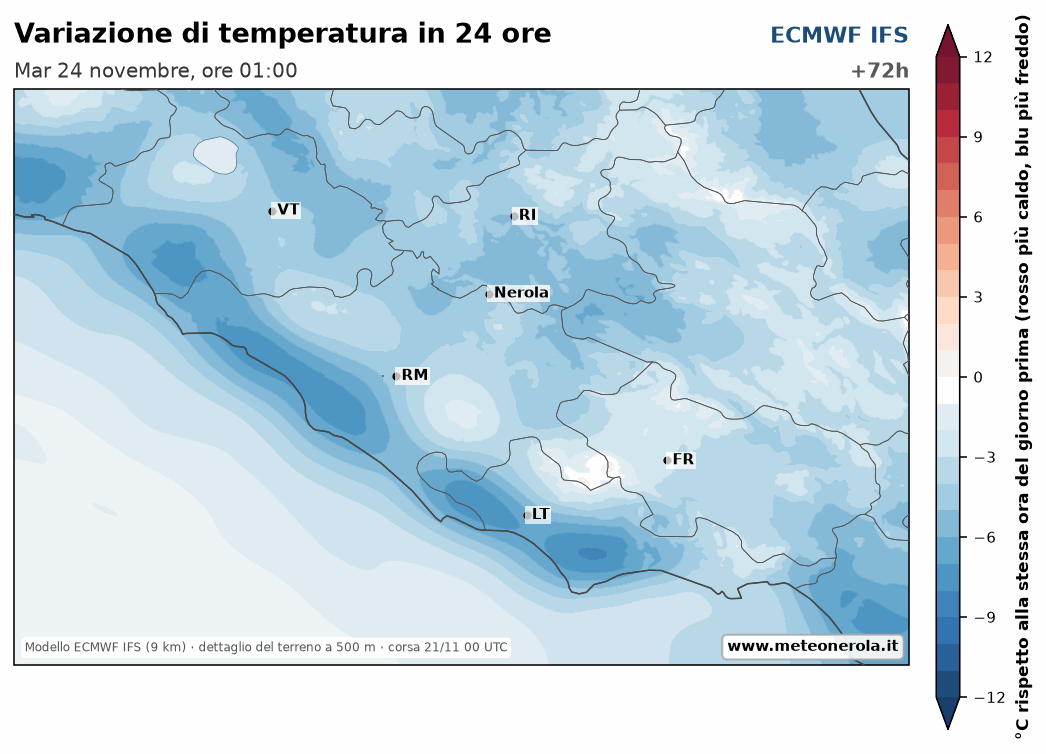 Variazione di temperatura in 24 ore
ECMWF IFS
Mar 24 novembre, ore 01:00
+72h
VT
RI
Nerola
RM
FR
LT
Modello ECMWF IFS (9 km) · dettaglio del terreno a 500 m · corsa 21/11 00 UTC
www.meteonerola.it
12
9
6
3
0
−3
−6
−9
−12
°C rispetto alla stessa ora del giorno prima (rosso più caldo, blu più freddo)